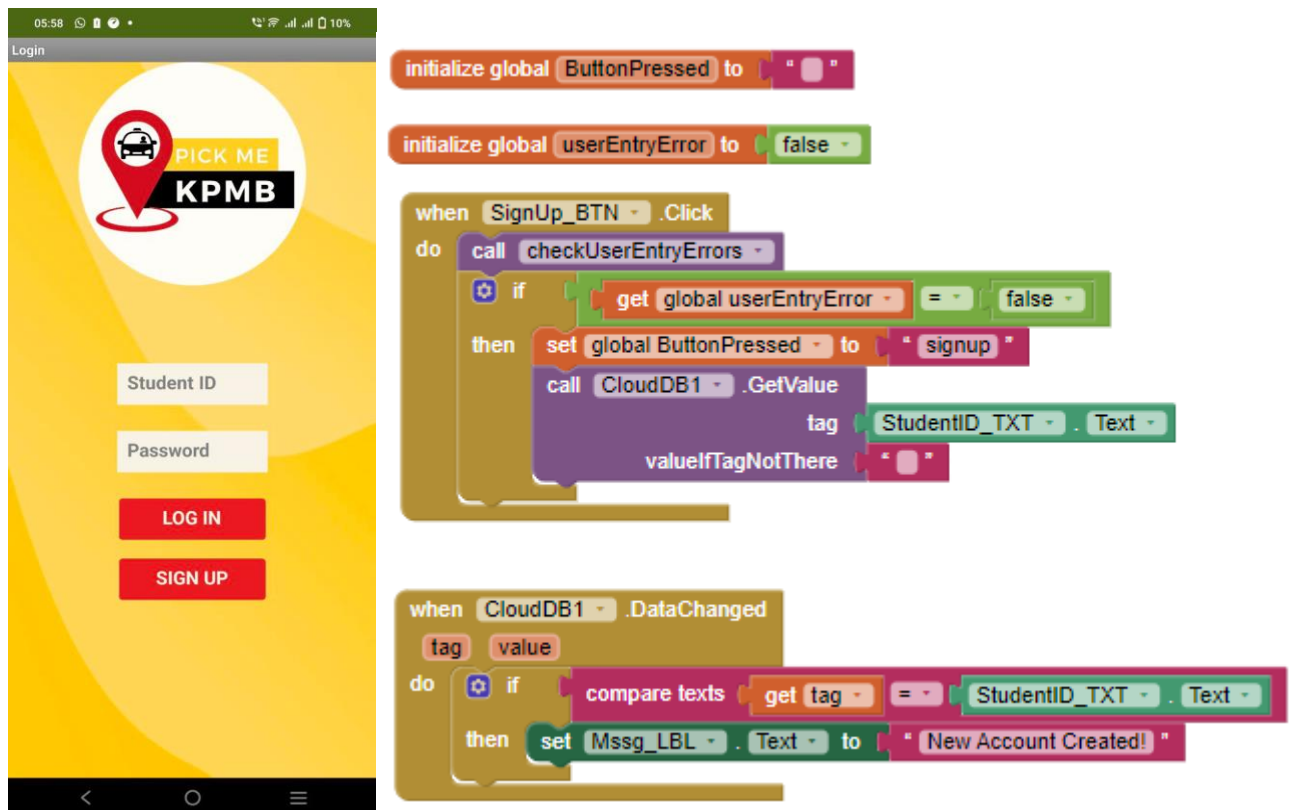 05:58 10%
Login
PICK ME
KPMB
Student ID
Password
LOG IN
SIGN UP
initialize global ButtonPressed to " "
initialize global userEntryError to false
when SignUp_BTN .Click
do call checkUserEntryErrors
if get global userEntryError = false
then set global ButtonPressed to " signup "
call CloudDB1 .GetValue
tag StudentID_TXT . Text
valueIfTagNotThere " "
when CloudDB1 .DataChanged
tag value
do if compare texts get tag = StudentID_TXT . Text
then set Mssg_LBL . Text to " New Account Created! "